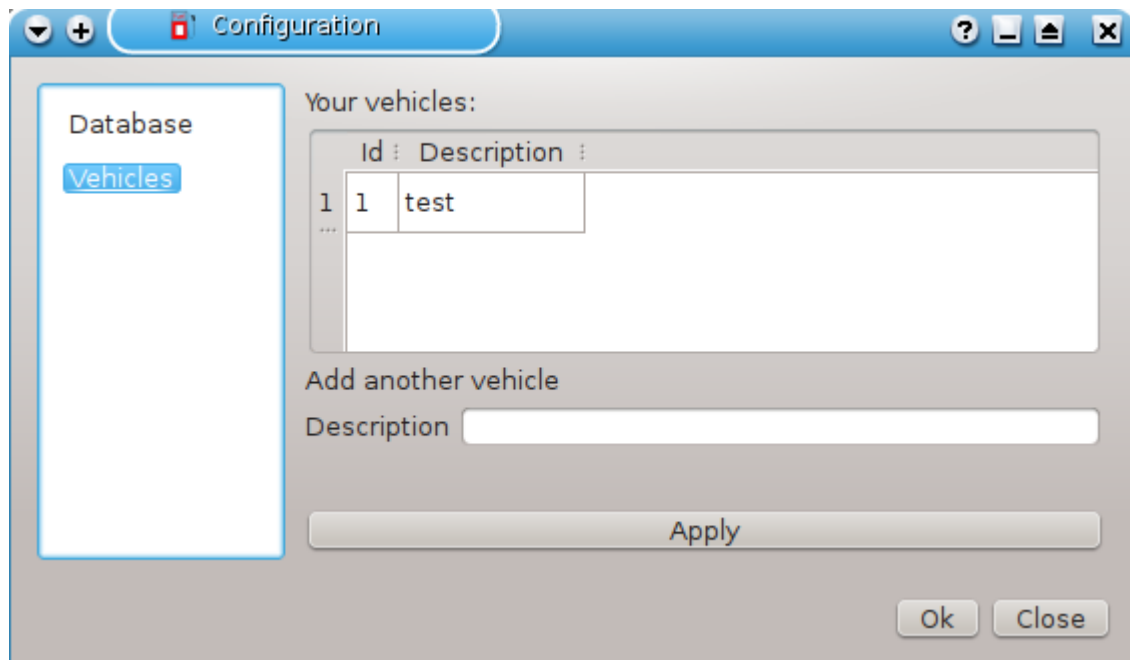 Configuration
Database
Vehicles
Your vehicles:
Id Description
1 1 test
Add another vehicle
Description
Apply
Ok Close